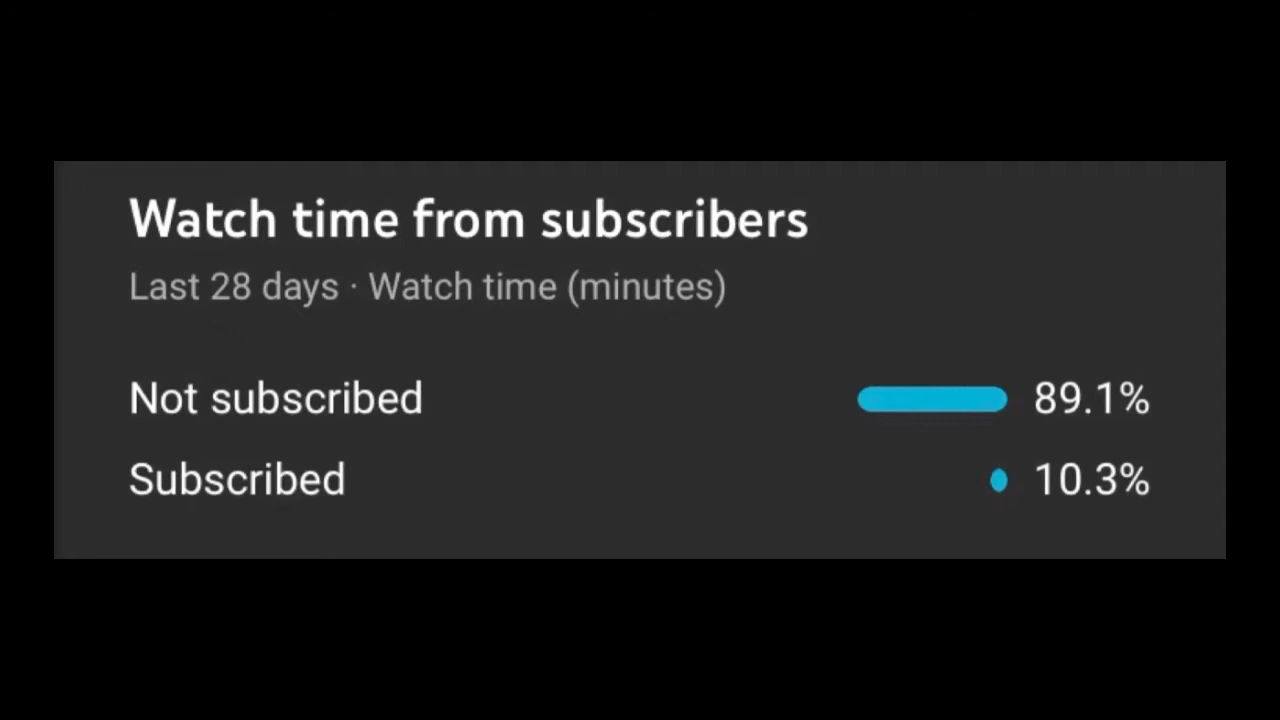 Watch time from subscribers
Last 28 days · Watch time (minutes)
Not subscribed 89.1%
Subscribed 10.3%